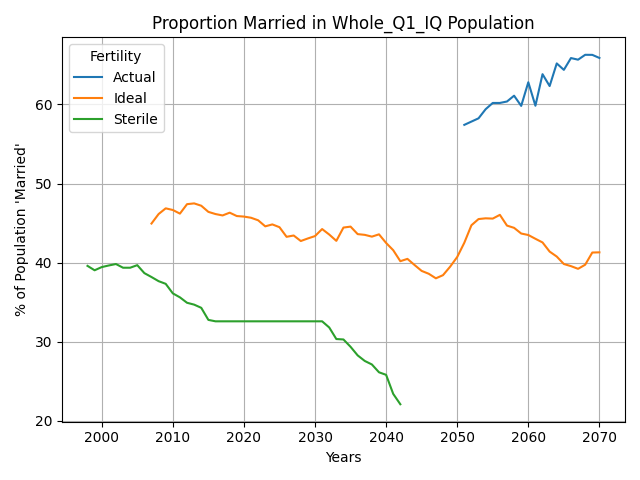 Proportion Married in Whole_Q1_IQ Population
Fertility
Actual
Ideal
Sterile
% of Population 'Married'
60
50
40
30
20
2000 2010 2020 2030 2040 2050 2060 2070
Years